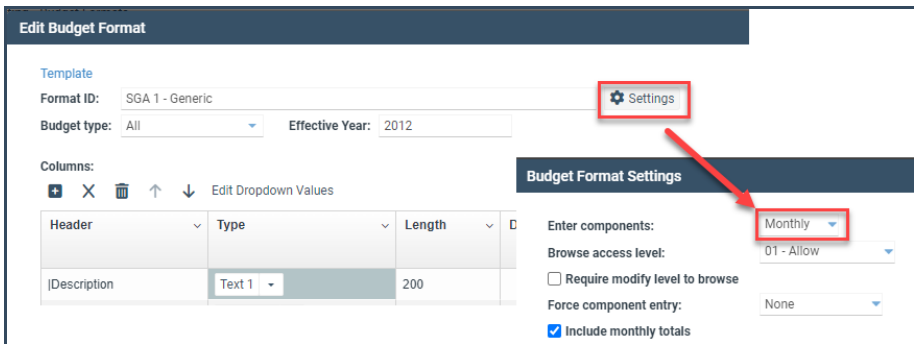 Edit Budget Format
Template
Format ID: SGA 1 - Generic Settings
Budget type: All Effective Year: 2012
Columns:
Edit Dropdown Values
Header Type Length D
|Description Text 1 200
Budget Format Settings
Enter components: Monthly
Browse access level: 01 - Allow
Require modify level to browse
Force component entry: None
Include monthly totals